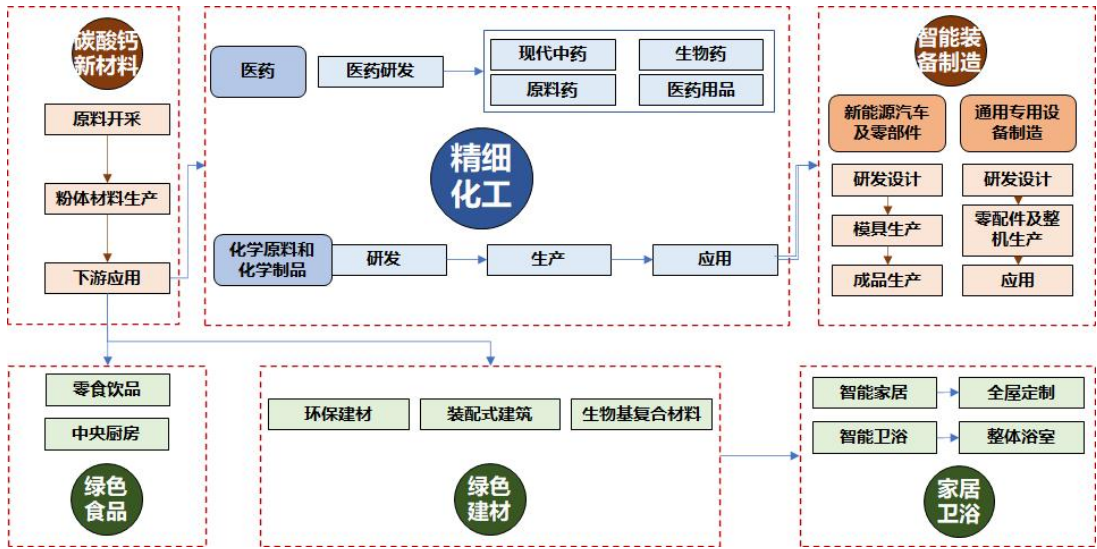 碳酸钙
新材料
原料开采
粉体材料生产
下游应用
医药
医药研发
现代中药
生物药
原料药
医药用品
精细
化工
化学原料和
化学制品
研发
生产
应用
智能装
备制造
新能源汽车
及零部件
通用专用设
备制造
研发设计
模具生产
成品生产
研发设计
零配件及整
机生产
应用
零食饮品
中央厨房
绿色
食品
环保建材
装配式建筑
生物基复合材料
绿色
建材
智能家居
全屋定制
智能卫浴
整体浴室
家居
卫浴